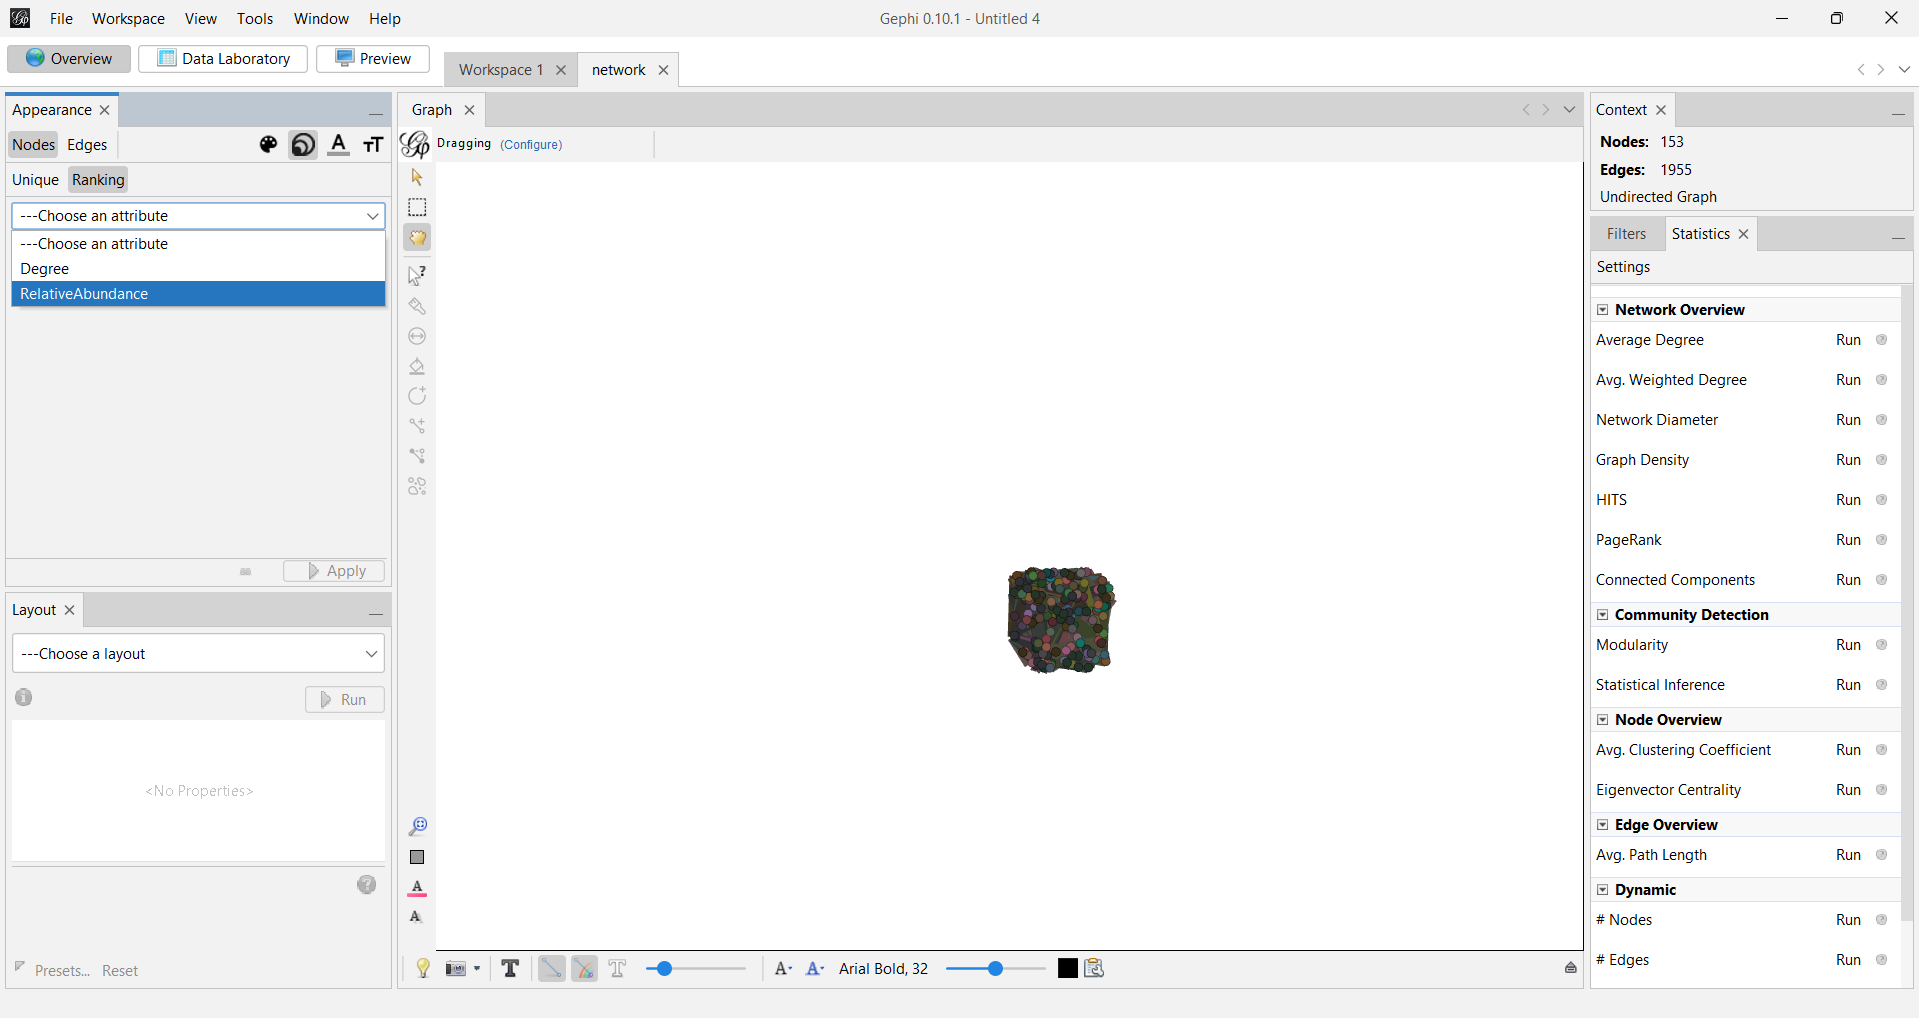 File Workspace View Tools Window Help
Gephi 0.10.1 - Untitled 4
Overview Data Laboratory Preview
Workspace 1 network
Appearance
Nodes Edges
Unique Ranking
---Choose an attribute
---Choose an attribute
Degree
RelativeAbundance
Apply
Layout
---Choose a layout
Run
<No Properties>
Presets... Reset
Graph
Dragging (Configure)
Arial Bold, 32
Context
Nodes: 153
Edges: 1955
Undirected Graph
Filters Statistics
Settings
Network Overview
Average Degree Run
Avg. Weighted Degree Run
Network Diameter Run
Graph Density Run
HITS Run
PageRank Run
Connected Components Run
Community Detection
Modularity Run
Statistical Inference Run
Node Overview
Avg. Clustering Coefficient Run
Eigenvector Centrality Run
Edge Overview
Avg. Path Length Run
Dynamic
# Nodes Run
# Edges Run